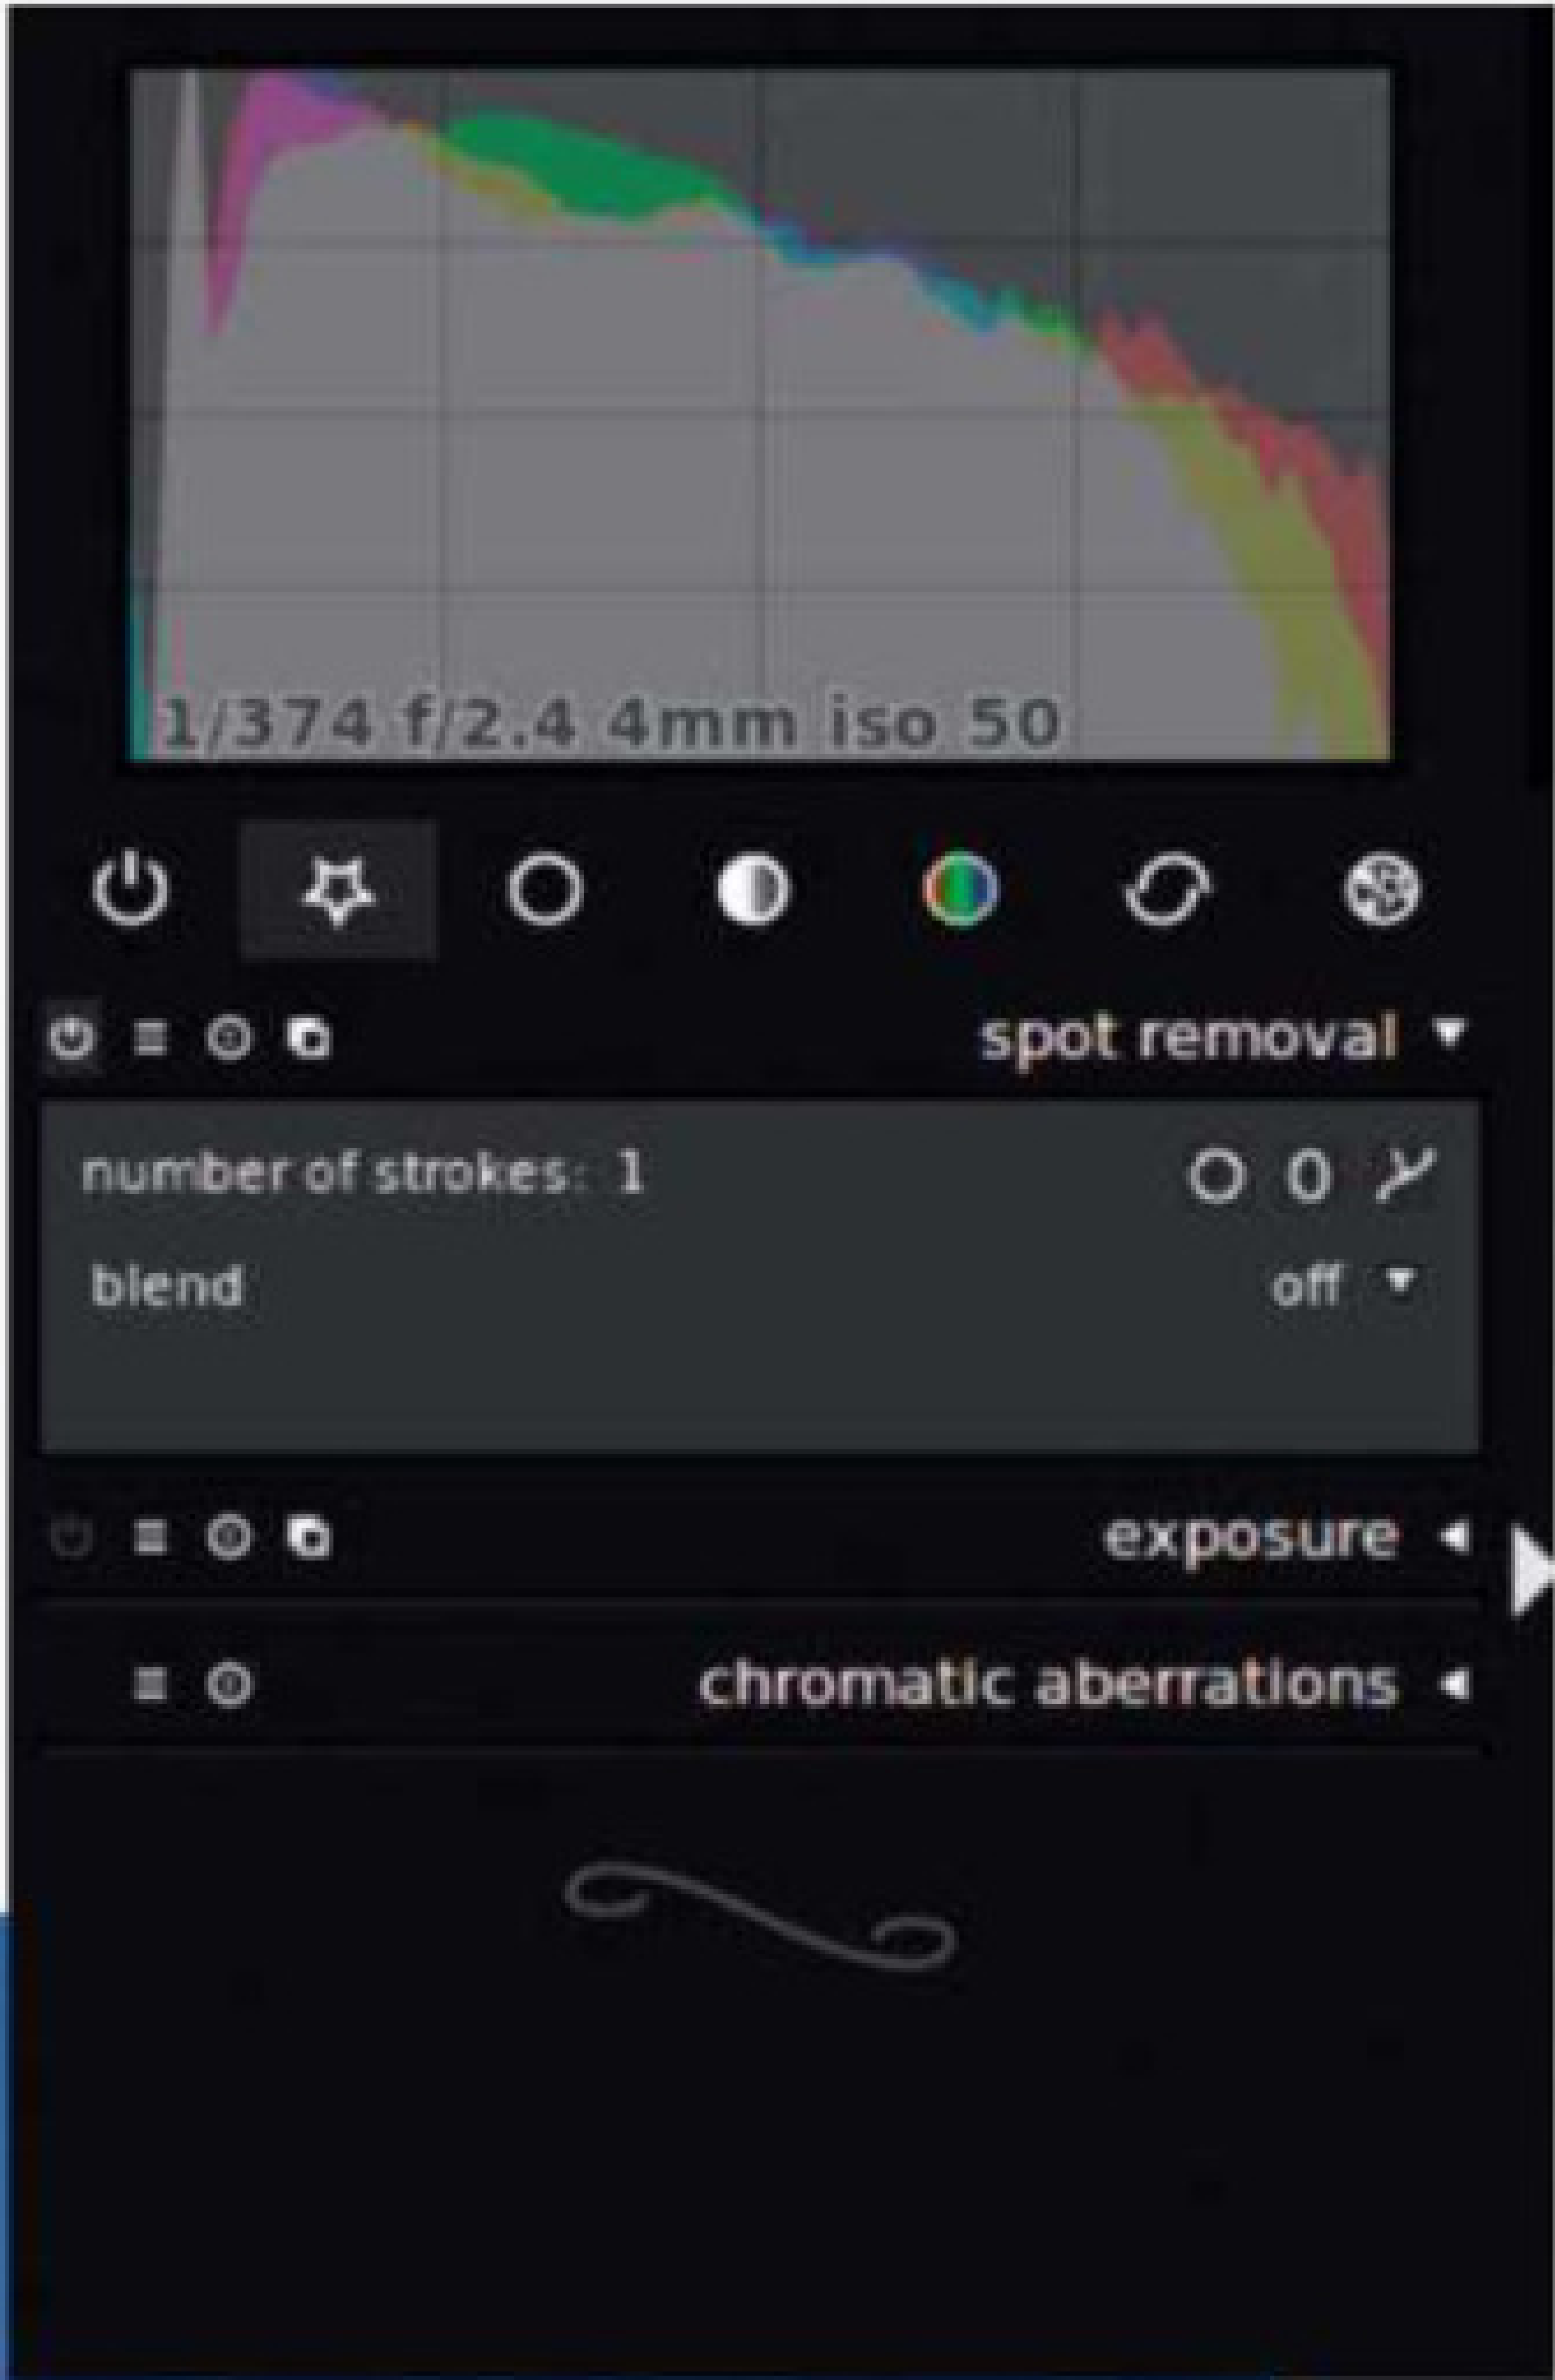 1/374 f/2.4 4mm iso 50
spot removal
number of strokes: 1
blend off
exposure
chromatic aberrations